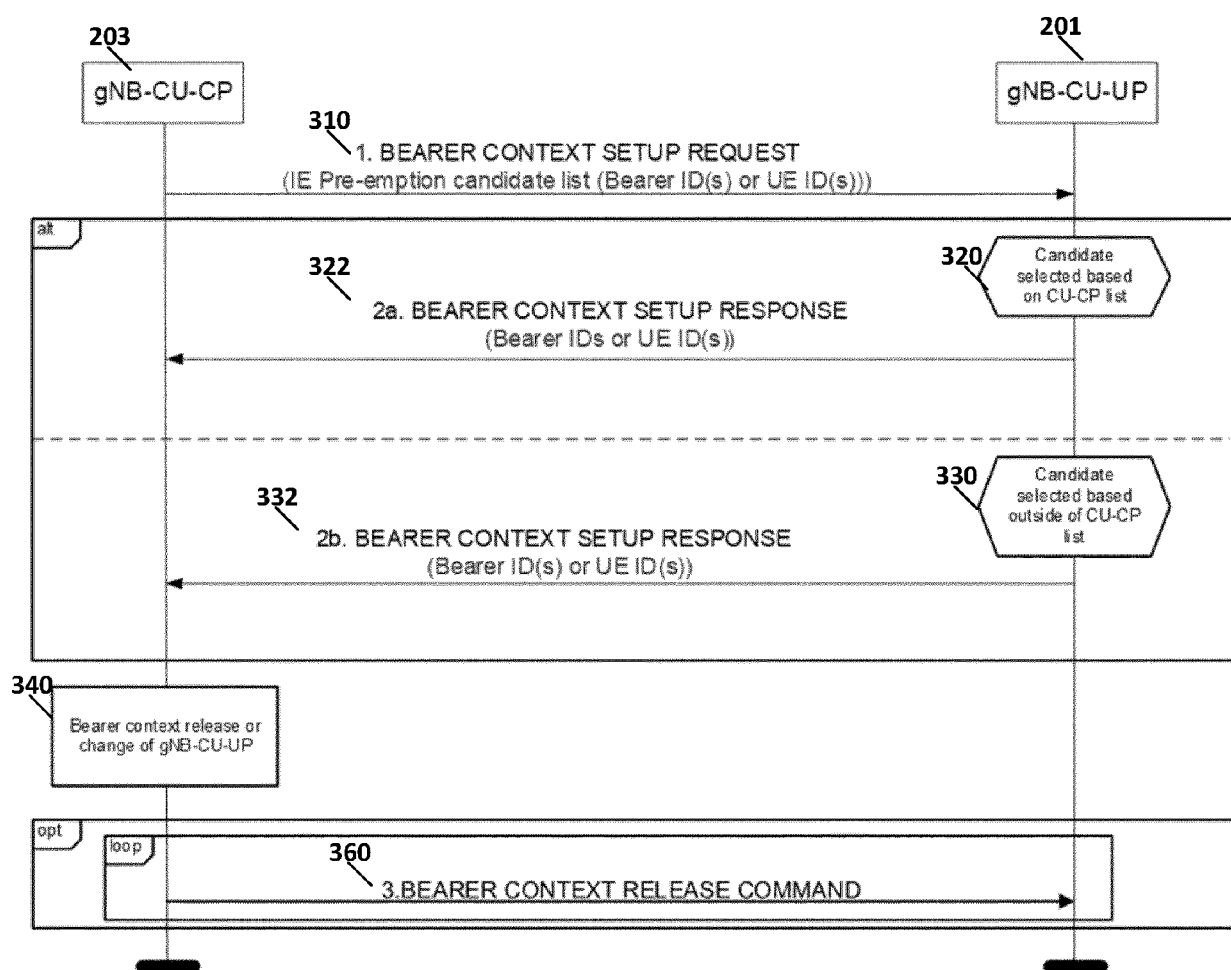 203
201
gNB-CU-CP
gNB-CU-UP
310
1. BEARER CONTEXT SETUP REQUEST
(IE Pre-emption candidate list (Bearer ID(s) or UE ID(s)))
alt
320
Candidate
selected based
on CU-CP list
322
2a. BEARER CONTEXT SETUP RESPONSE
(Bearer IDs or UE ID(s))
330
Candidate
selected based
outside of CU-CP
list
332
2b. BEARER CONTEXT SETUP RESPONSE
(Bearer ID(s) or UE ID(s))
340
Bearer context release or
change of gNB-CU-UP
opt
loop
360
3.BEARER CONTEXT RELEASE COMMAND